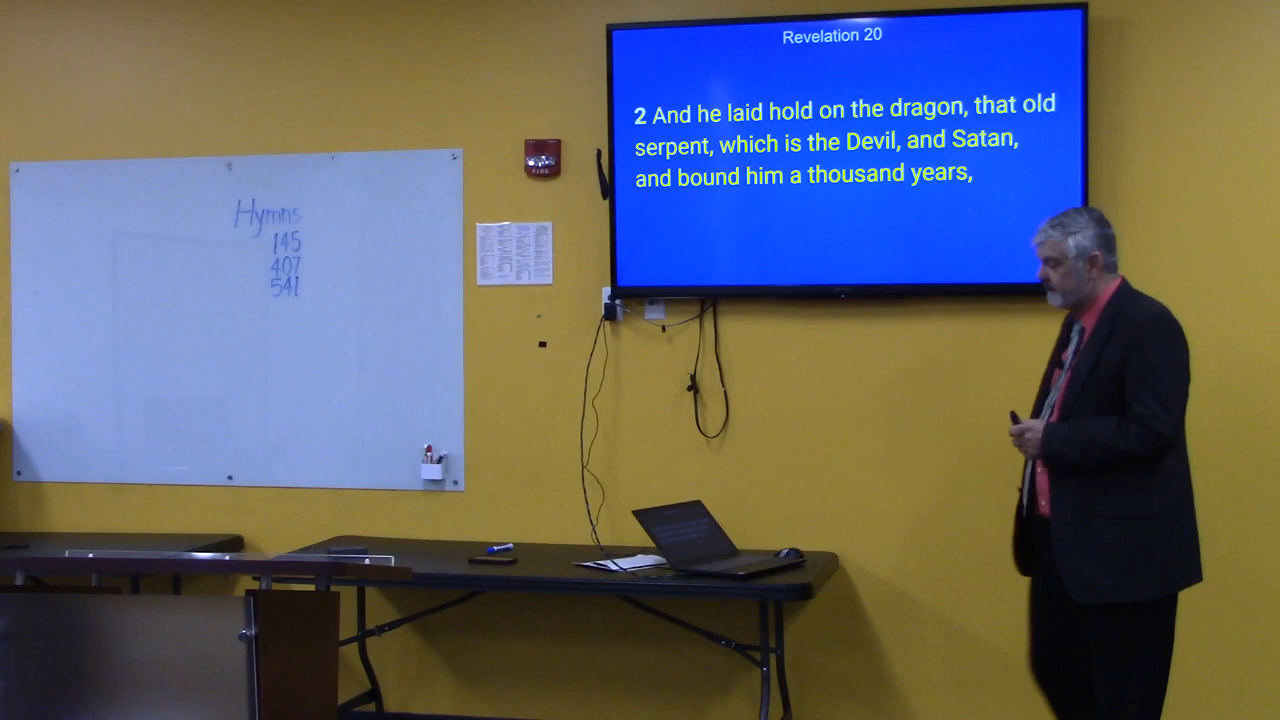 Hymns
145
407
541
FIRE
Revelation 20
2 And he laid hold on the dragon, that old
serpent, which is the Devil, and Satan,
and bound him a thousand years,